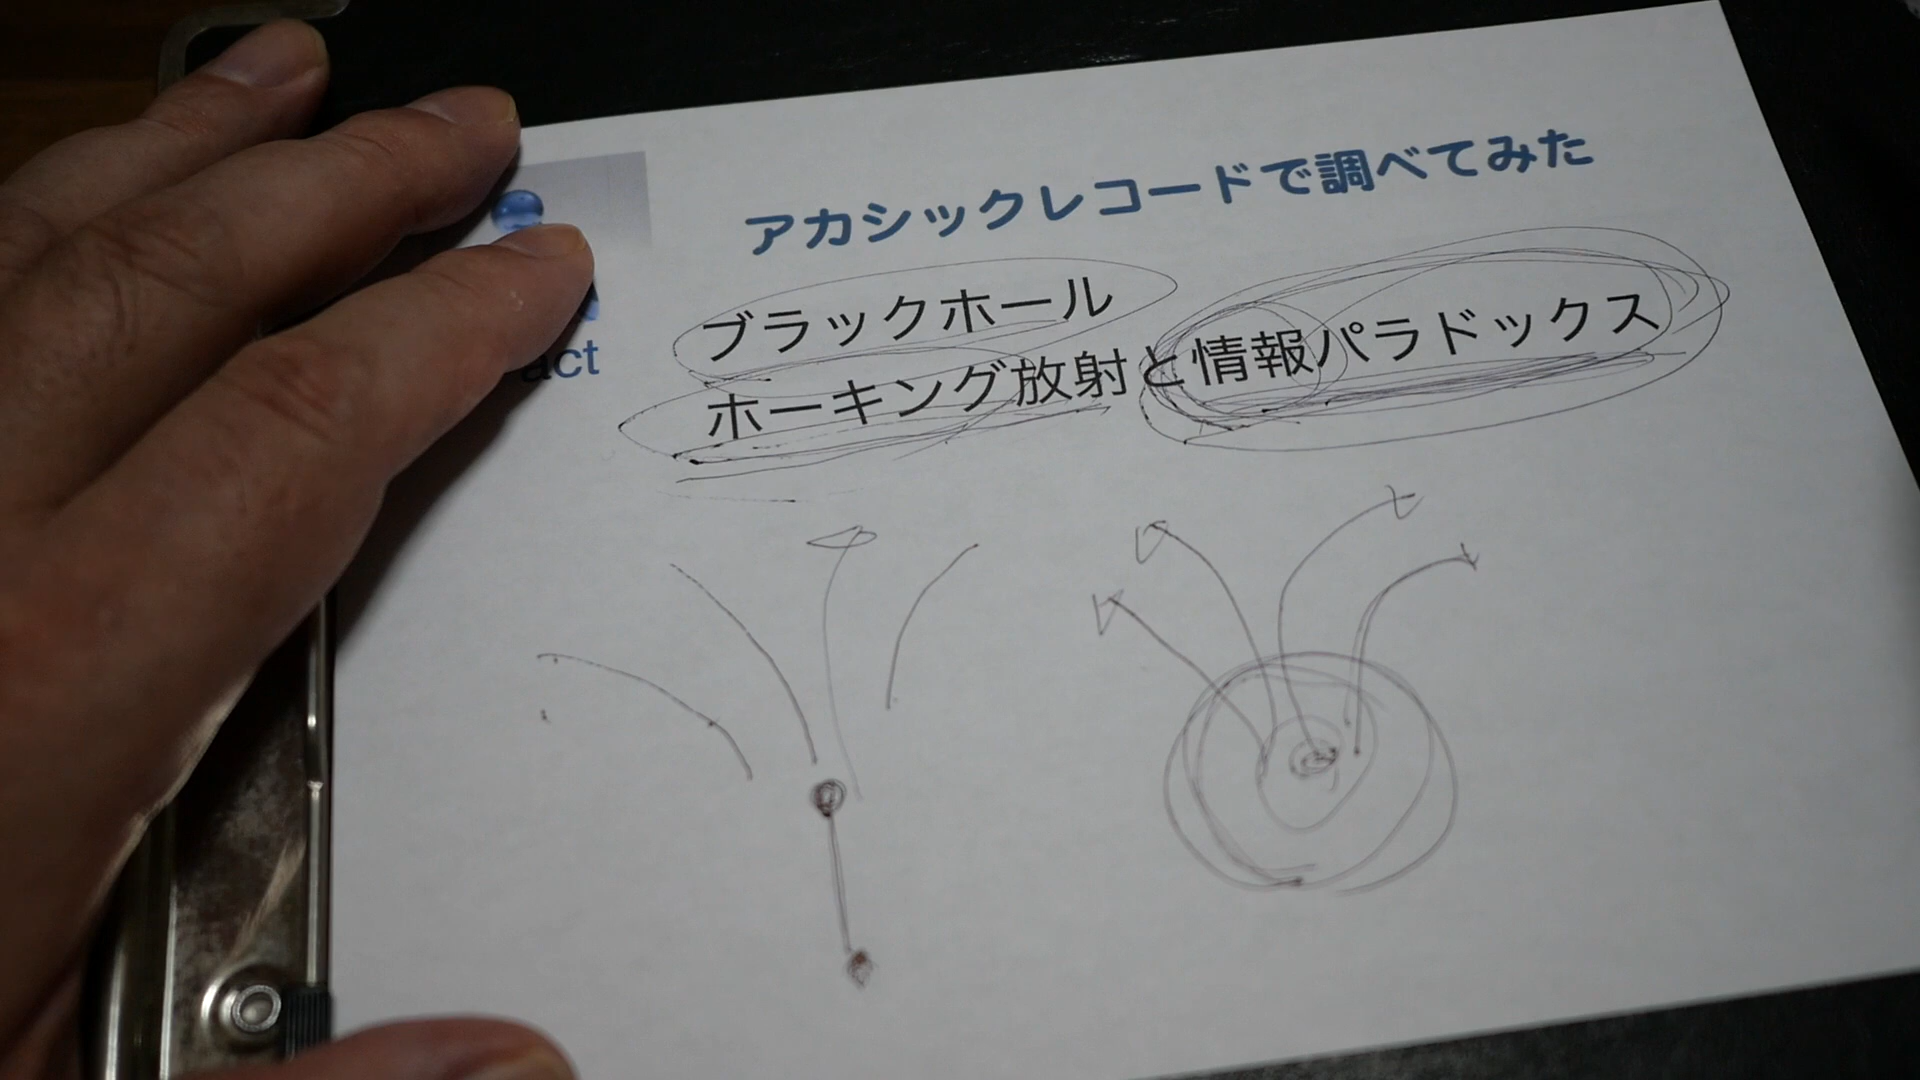 アカシックレコードで調べてみた
ブラックホール
ホーキング放射と情報パラドックス
act